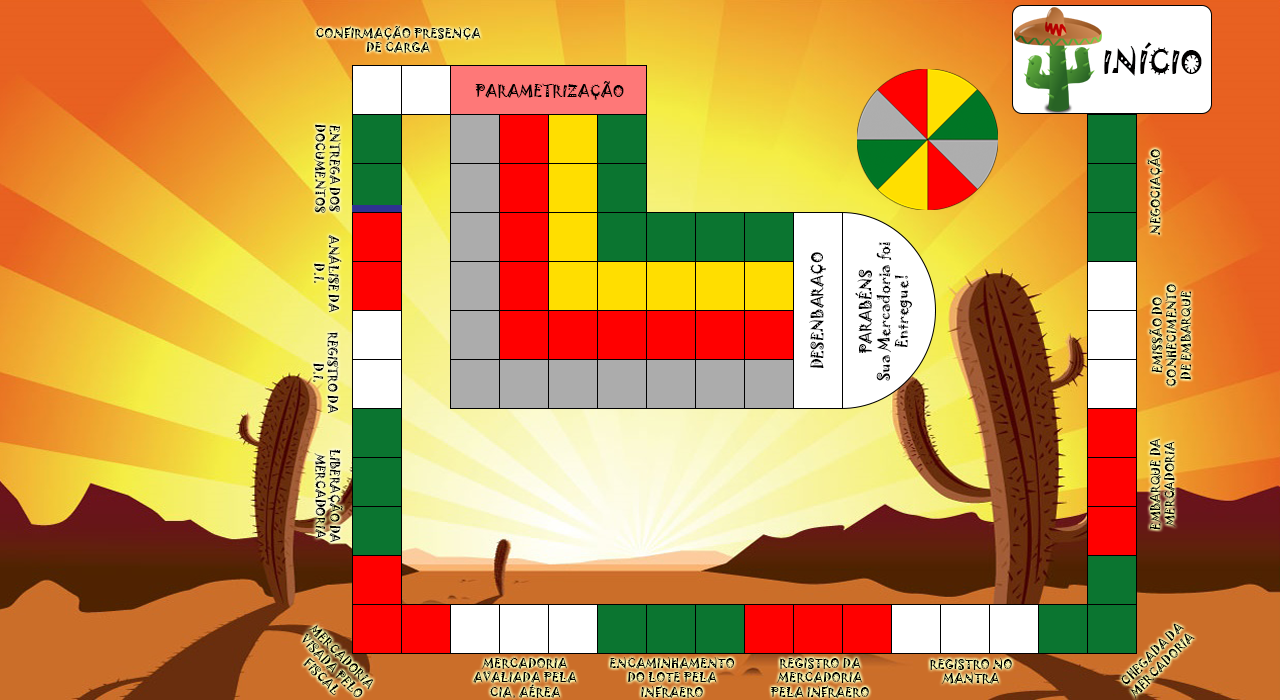 CONFIRMAÇÃO PRESENÇA
DE CARGA
INÍCIO
PARAMETRIZAÇÃO
ENTREGA DOS
DOCUMENTOS
NEGOCIAÇÃO
ANÁLISE DA
D.I.
DESENBARAÇO
PARABÉNS
Sua Mercadoria foi
Entregue!
EMISSÃO DO
CONHECIMENTO
DE EMBARQUE
REGISTRO DA
D.I.
LIBERAÇÃO DA
MERCADORIA
EMBARQUE DA
MERCADORIA
MERCADORIA
VISADA PELO
FISCAL
MERCADORIA
AVALIADA PELA
CIA. AÉREA
ENCAMINHAMENTO
DO LOTE PELA
INFRAERO
REGISTRO DA
MERCADORIA
PELA INFRAERO
REGISTRO NO
MANTRA
CHEGADA DA
MERCADORIA